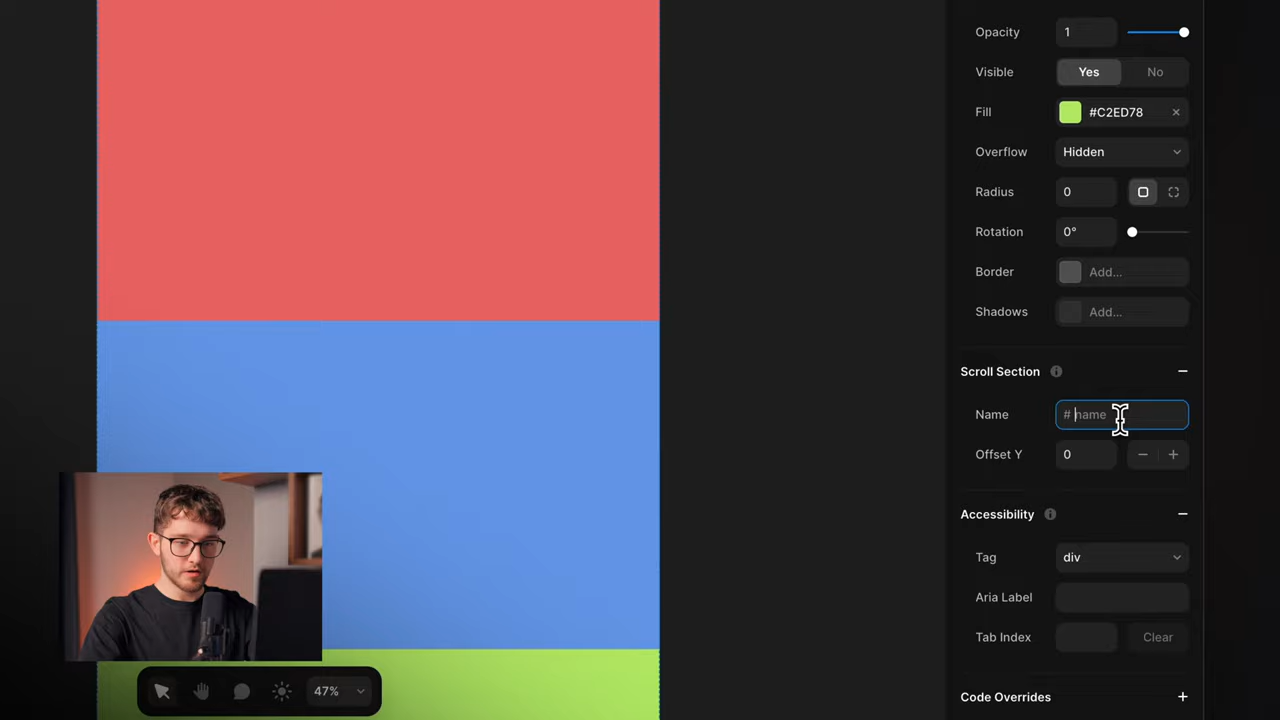 Opacity 1
Visible Yes No
Fill #C2ED78
Overflow Hidden
Radius 0
Rotation 0°
Border Add...
Shadows Add...
Scroll Section
Name # name
Offset Y 0
Accessibility
Tag div
Aria Label
Tab Index Clear
Code Overrides
47%